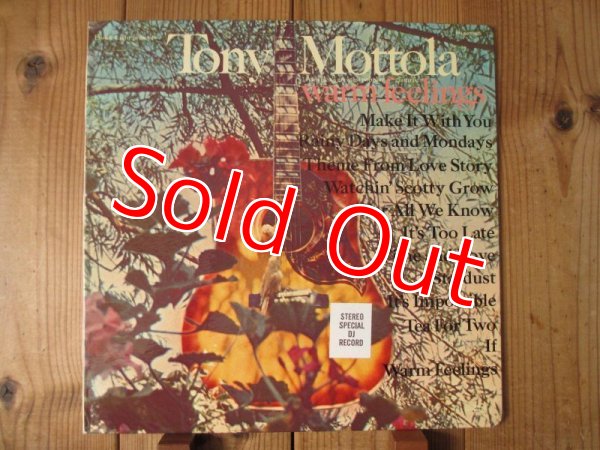 Tony Mottola
warm feelings
Make It With You
Rainy Days and Mondays
Theme From Love Story
Watchin' Scotty Grow
All We Know
It's Too Late
Stardust
It's Impossible
Tea For Two
If
Warm Feelings
Sold Out
STEREO
SPECIAL
DJ
RECORD